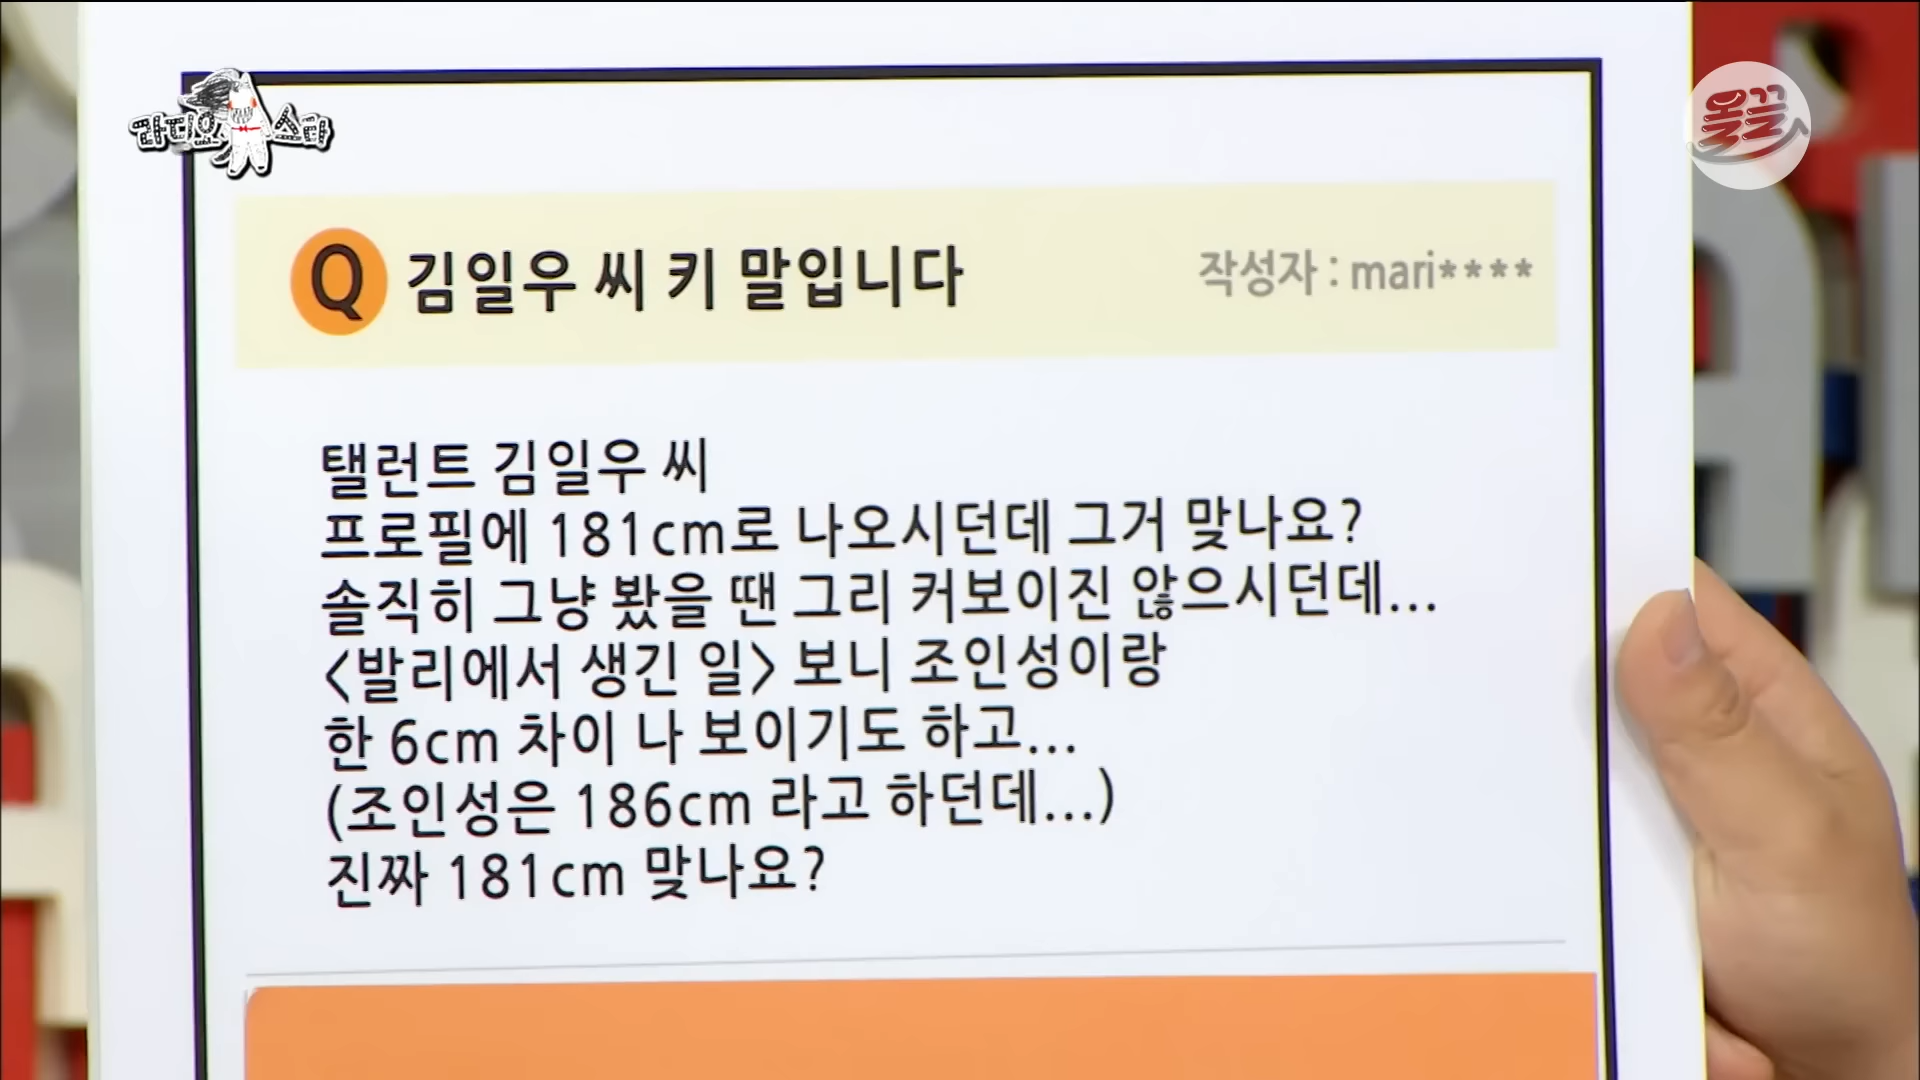 라디오스타
올끌
Q 김일우 씨 키 말입니다 작성자 : mari****
탤런트 김일우 씨
프로필에 181cm로 나오시던데 그거 맞나요?
솔직히 그냥 봤을 땐 그리 커보이진 않으시던데...
<발리에서 생긴 일> 보니 조인성이랑
한 6cm 차이 나 보이기도 하고...
(조인성은 186cm 라고 하던데...)
진짜 181cm 맞나요?